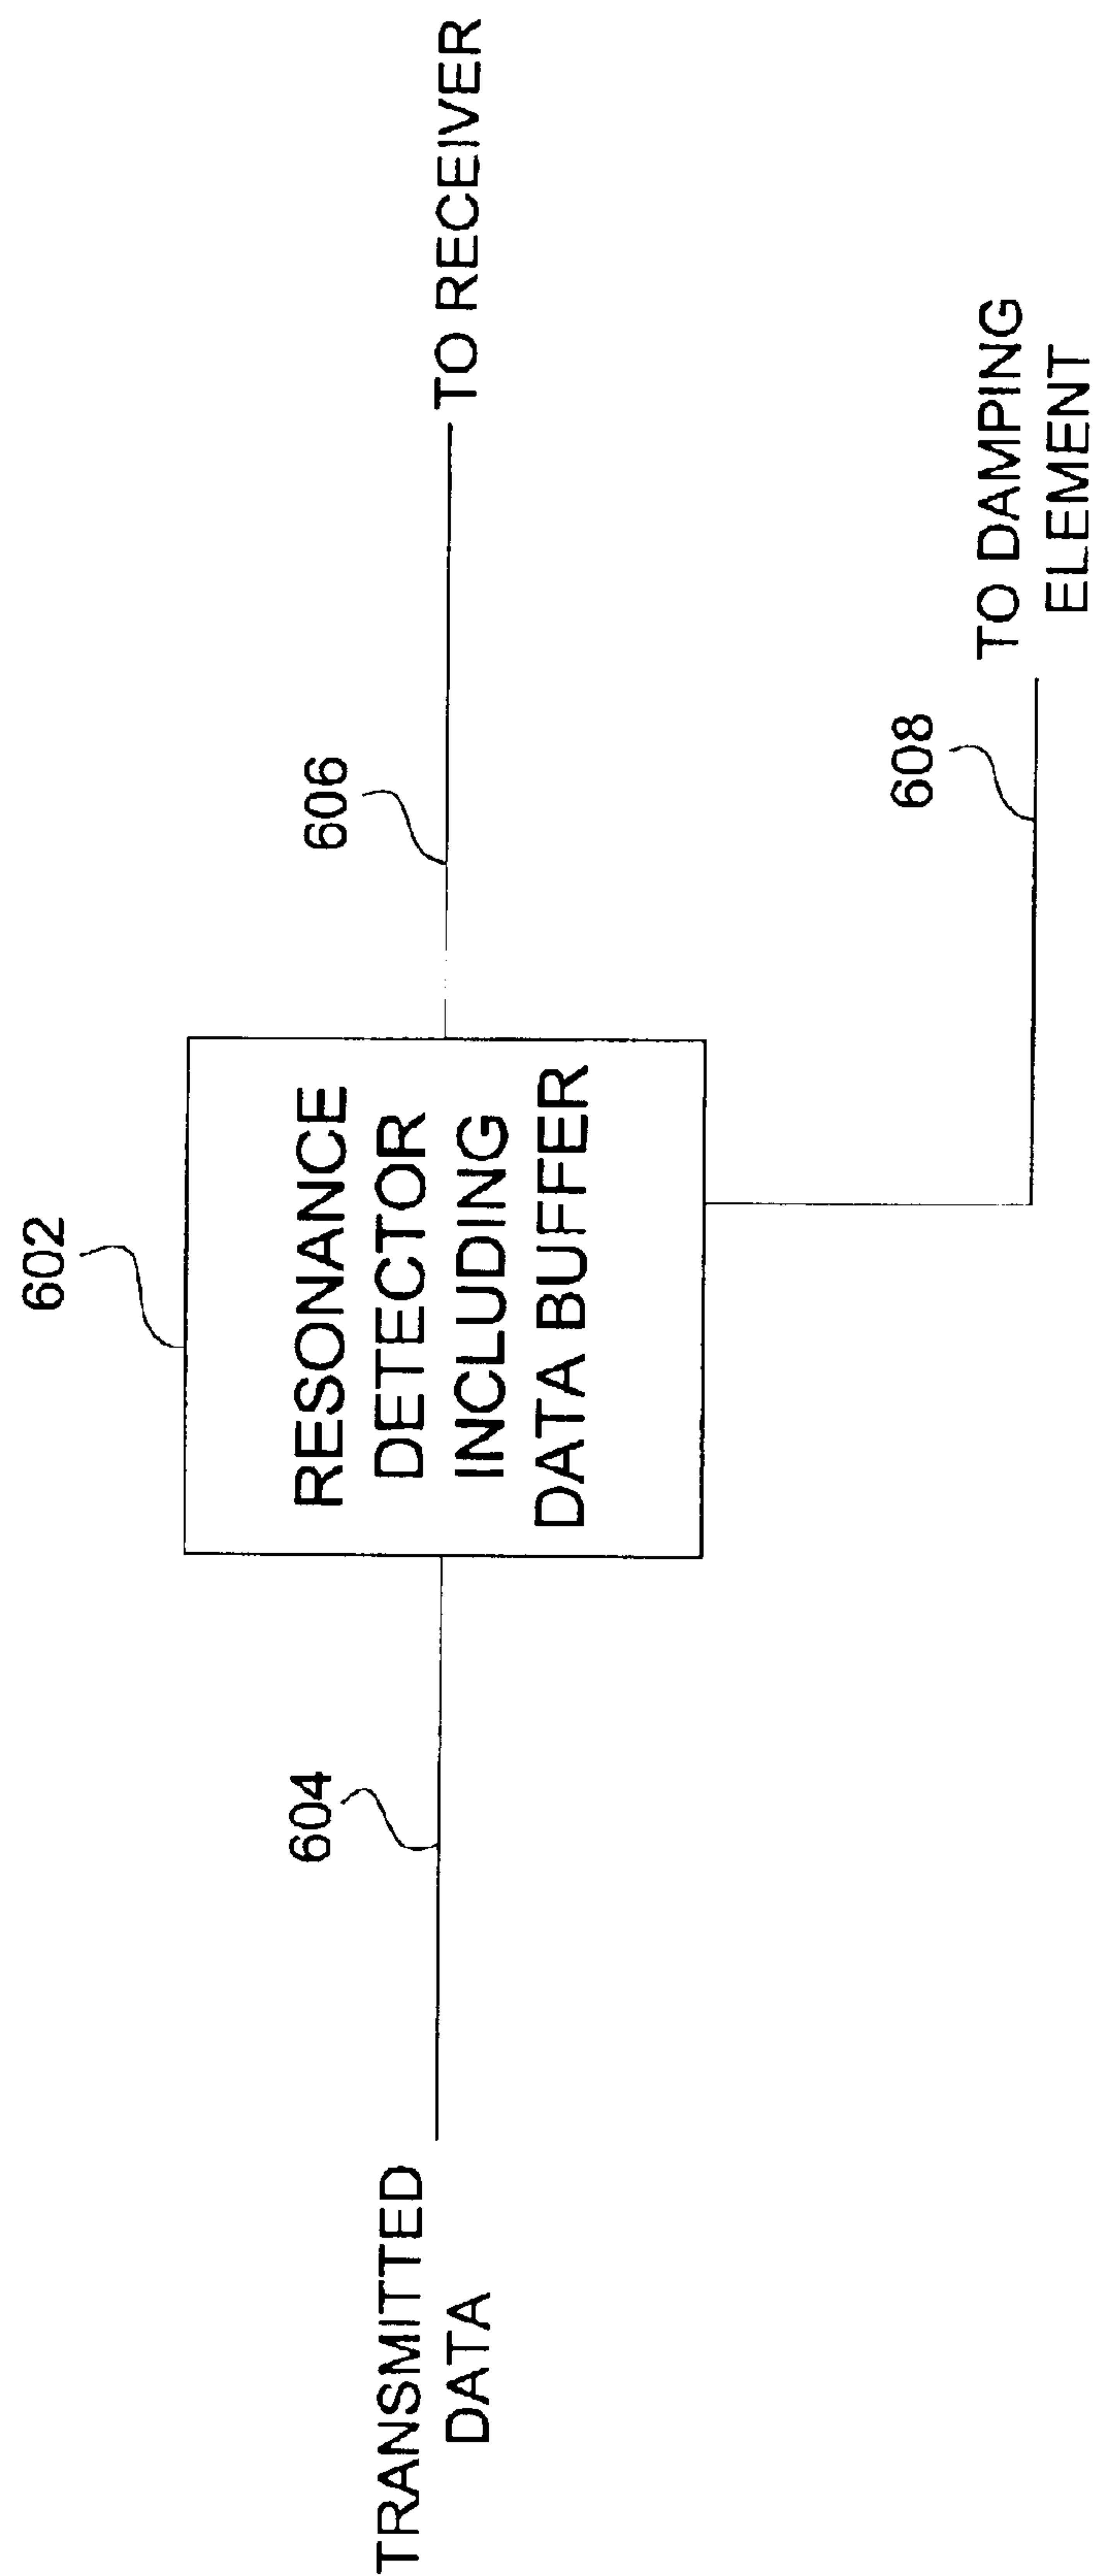 602
RESONANCE
DETECTOR
INCLUDING
DATA BUFFER
604
TRANSMITTED
DATA
606
TO RECEIVER
608
TO DAMPING
ELEMENT